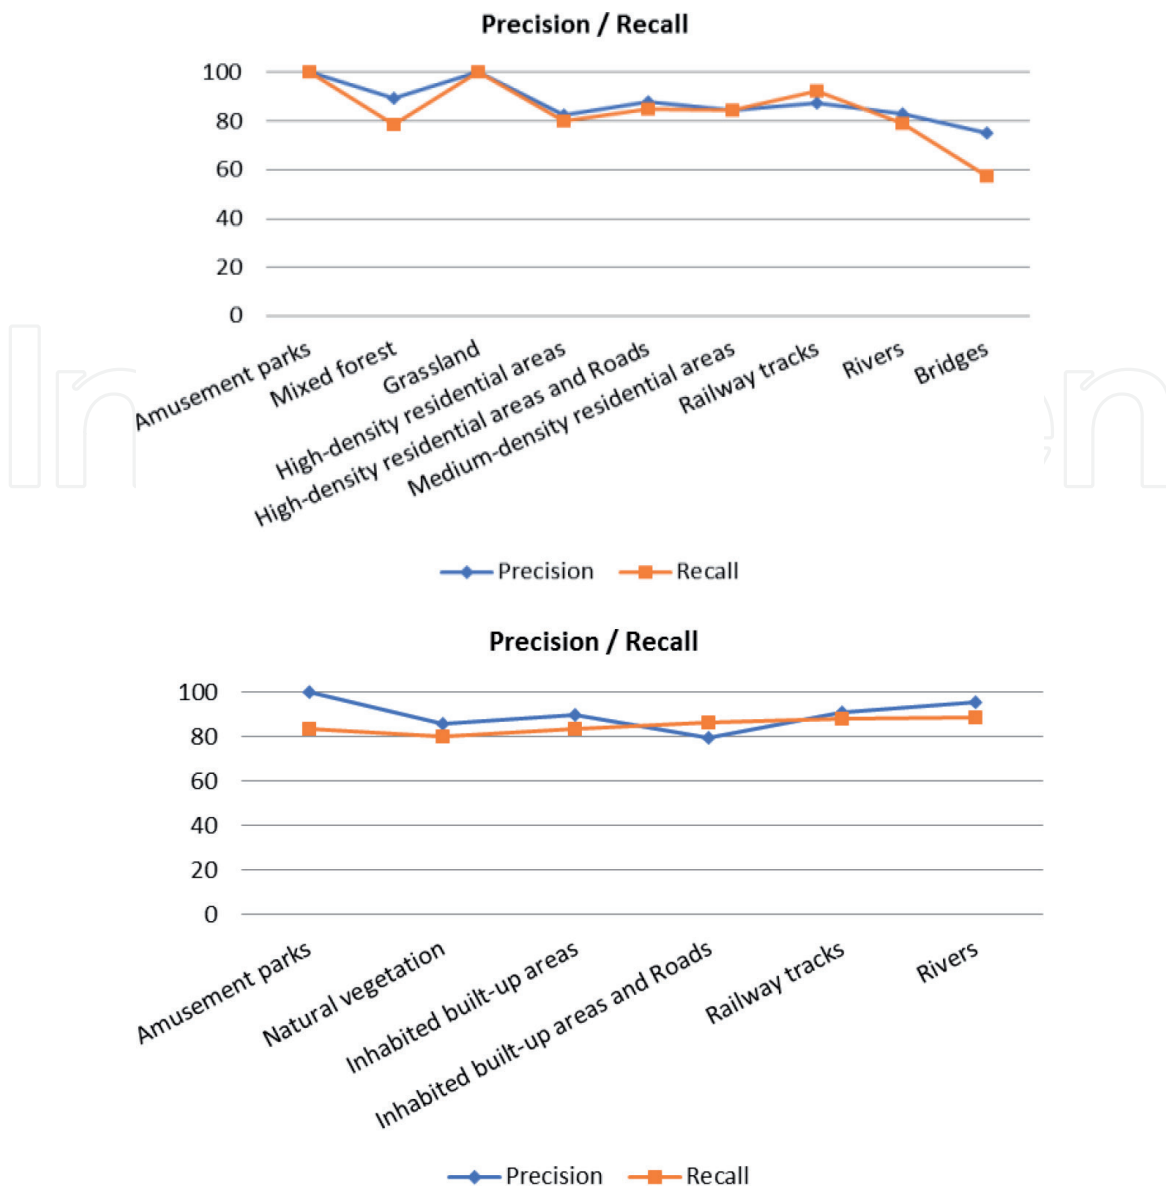 Precision / Recall
100
80
60
40
20
0
Amusement parks
Mixed forest
Grassland
High-density residential areas
High-density residential areas and Roads
Medium-density residential areas
Railway tracks
Rivers
Bridges
Precision Recall
Precision / Recall
100
80
60
40
20
0
Amusement parks
Natural vegetation
Inhabited built-up areas
Inhabited built-up areas and Roads
Railway tracks
Rivers
Precision Recall